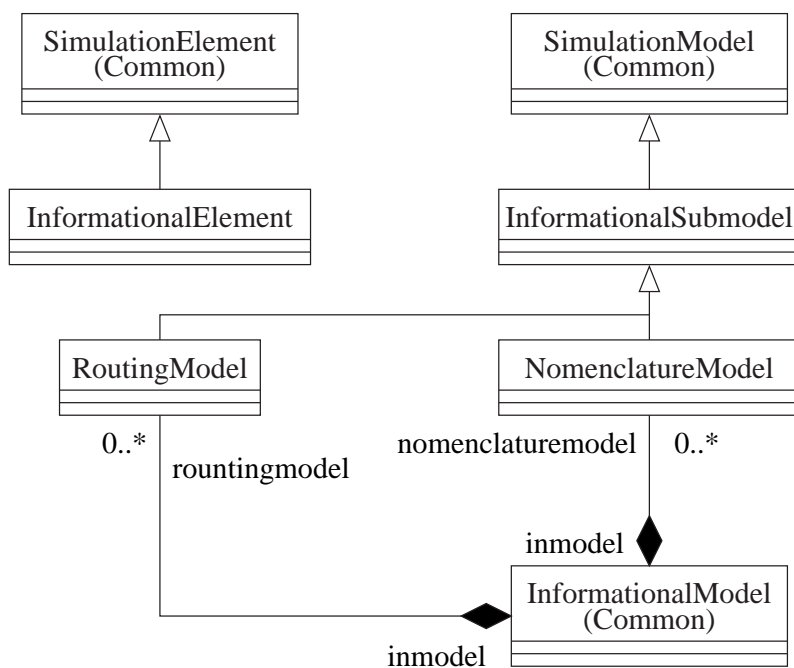 SimulationElement
(Common)
SimulationModel
(Common)
InformationalElement
InformationalSubmodel
RoutingModel
NomenclatureModel
0..*
rountingmodel
nomenclaturemodel
0..*
inmodel
InformationalModel
(Common)
inmodel